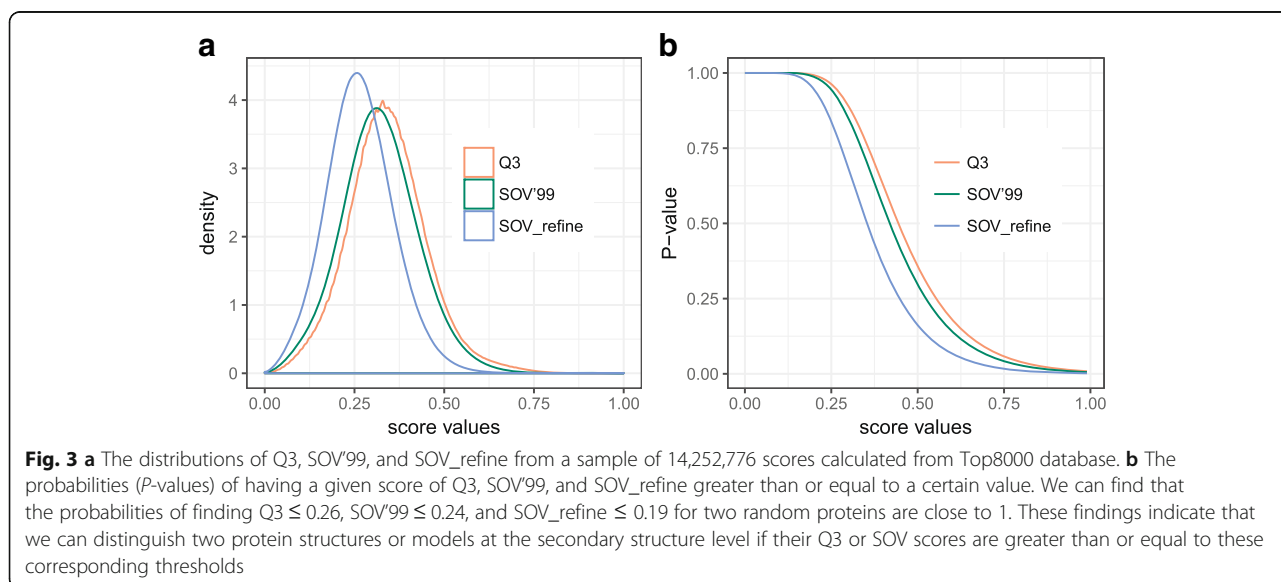 a
b
4
3
2
1
0
density
0.00 0.25 0.50 0.75 1.00
score values
Q3
SOV'99
SOV_refine
1.00
0.75
0.50
0.25
0.00
P−value
0.00 0.25 0.50 0.75 1.00
score values
Q3
SOV'99
SOV_refine
Fig. 3 a The distributions of Q3, SOV'99, and SOV_refine from a sample of 14,252,776 scores calculated from Top8000 database. b The
probabilities (P-values) of having a given score of Q3, SOV'99, and SOV_refine greater than or equal to a certain value. We can find that
the probabilities of finding Q3 ≤ 0.26, SOV'99 ≤ 0.24, and SOV_refine ≤ 0.19 for two random proteins are close to 1. These findings indicate that
we can distinguish two protein structures or models at the secondary structure level if their Q3 or SOV scores are greater than or equal to these
corresponding thresholds